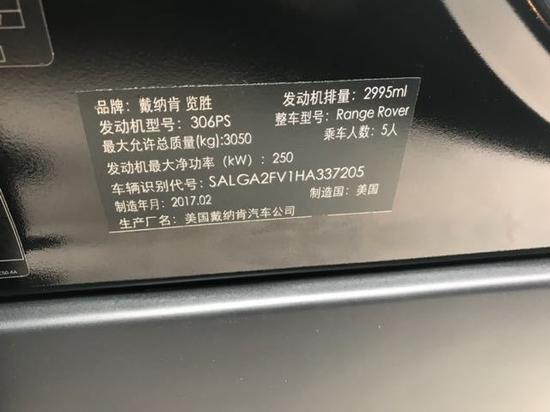 品牌：戴纳肯 览胜 发动机排量：2995ml
发动机型号：306PS 整车型号：Range Rover
最大允许总质量(kg):3050 乘车人数：5人
发动机最大净功率（kW）：250
车辆识别代号：SALGA2FV1HA337205
制造年月：2017.02 制造国：美国
生产厂名：美国戴纳肯汽车公司